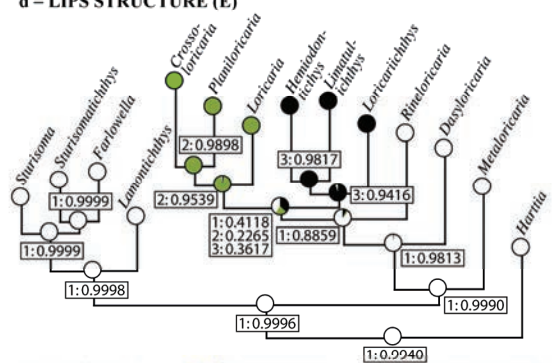 d – LIPS STRUCTURE (E)
Crosso-
loricaria
Planiloricaria
Loricaria
Hemiodon-
ticthys
Limatul-
ichthys
Loricariichthys
Rineloricaria
Dasyloricaria
Metaloricaria
Harttia
Sturisoma
Sturisomatichthys
Farlowella
Lamontichthys
2:0.9898
3:0.9817
1:0.9999
2:0.9539
3:0.9416
1:0.4118
2:0.2265
3:0.3617
1:0.8859
1:0.9999
1:0.9813
1:0.9998
1:0.9990
1:0.9996
1:0.9940